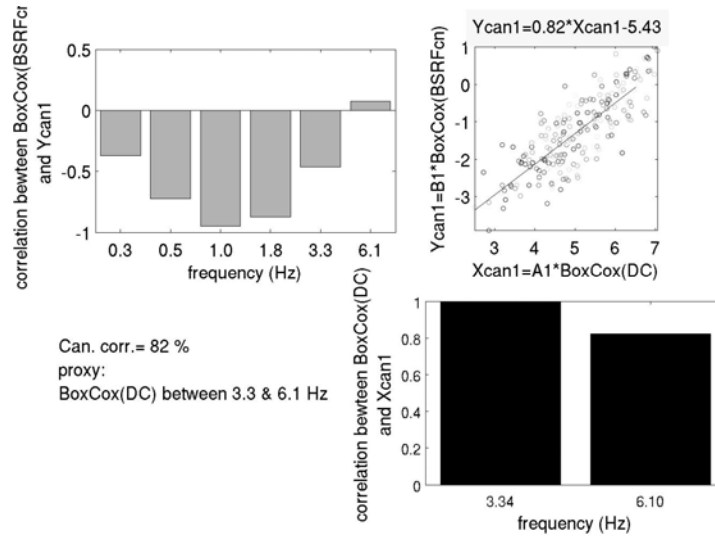 correlation bewteen BoxCox(BSRFcn)
and Ycan1
0.5
0
-0.5
-1
0.3 0.5 1.0 1.8 3.3 6.1
frequency (Hz)
Ycan1=0.82*Xcan1-5.43
Ycan1=B1*BoxCox(BSRFcn)
1
0
-1
-2
-3
3 4 5 6 7
Xcan1=A1*BoxCox(DC)
Can. corr.= 82 %
proxy:
BoxCox(DC) between 3.3 & 6.1 Hz
correlation bewteen BoxCox(DC)
and Xcan1
1
0.8
0.6
0.4
0.2
0
3.34 6.10
frequency (Hz)